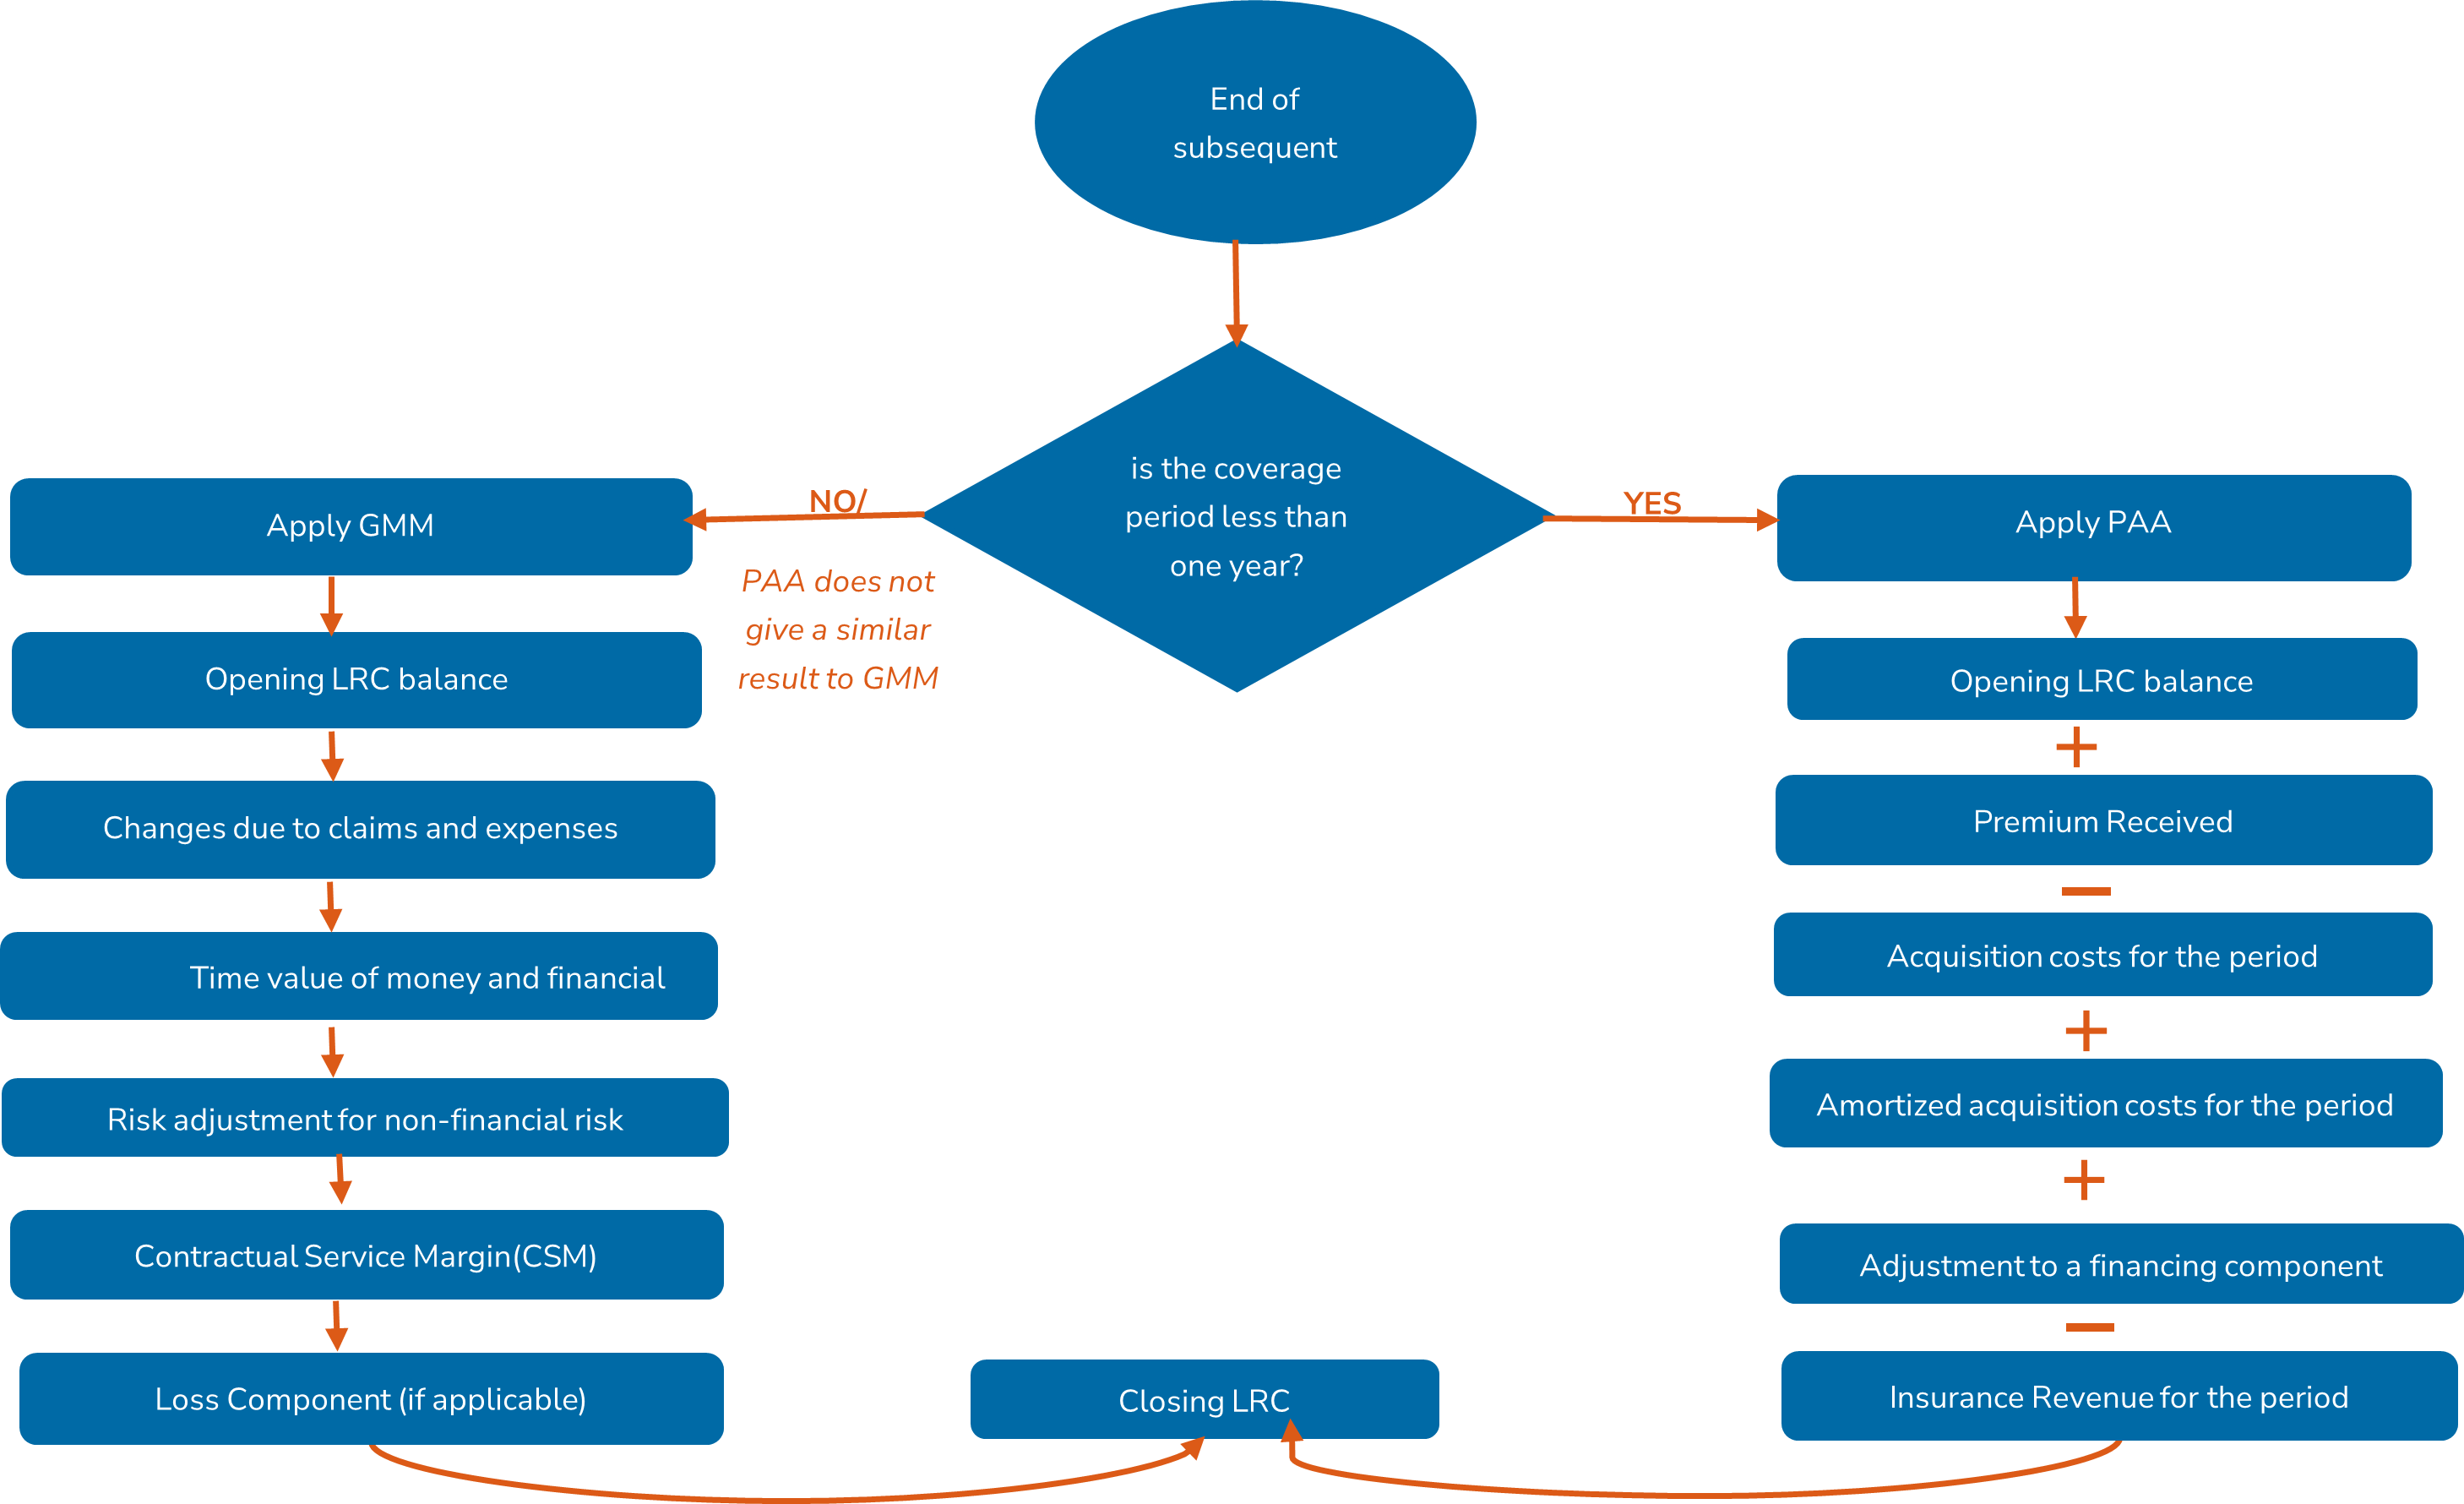 End of
subsequent
is the coverage
period less than
one year?
NO/
PAA does not
give a similar
result to GMM
YES
Apply GMM
Opening LRC balance
Changes due to claims and expenses
Time value of money and financial
Risk adjustment for non-financial risk
Contractual Service Margin(CSM)
Loss Component (if applicable)
Apply PAA
Opening LRC balance
+
Premium Received
−
Acquisition costs for the period
+
Amortized acquisition costs for the period
+
Adjustment to a financing component
−
Insurance Revenue for the period
Closing LRC